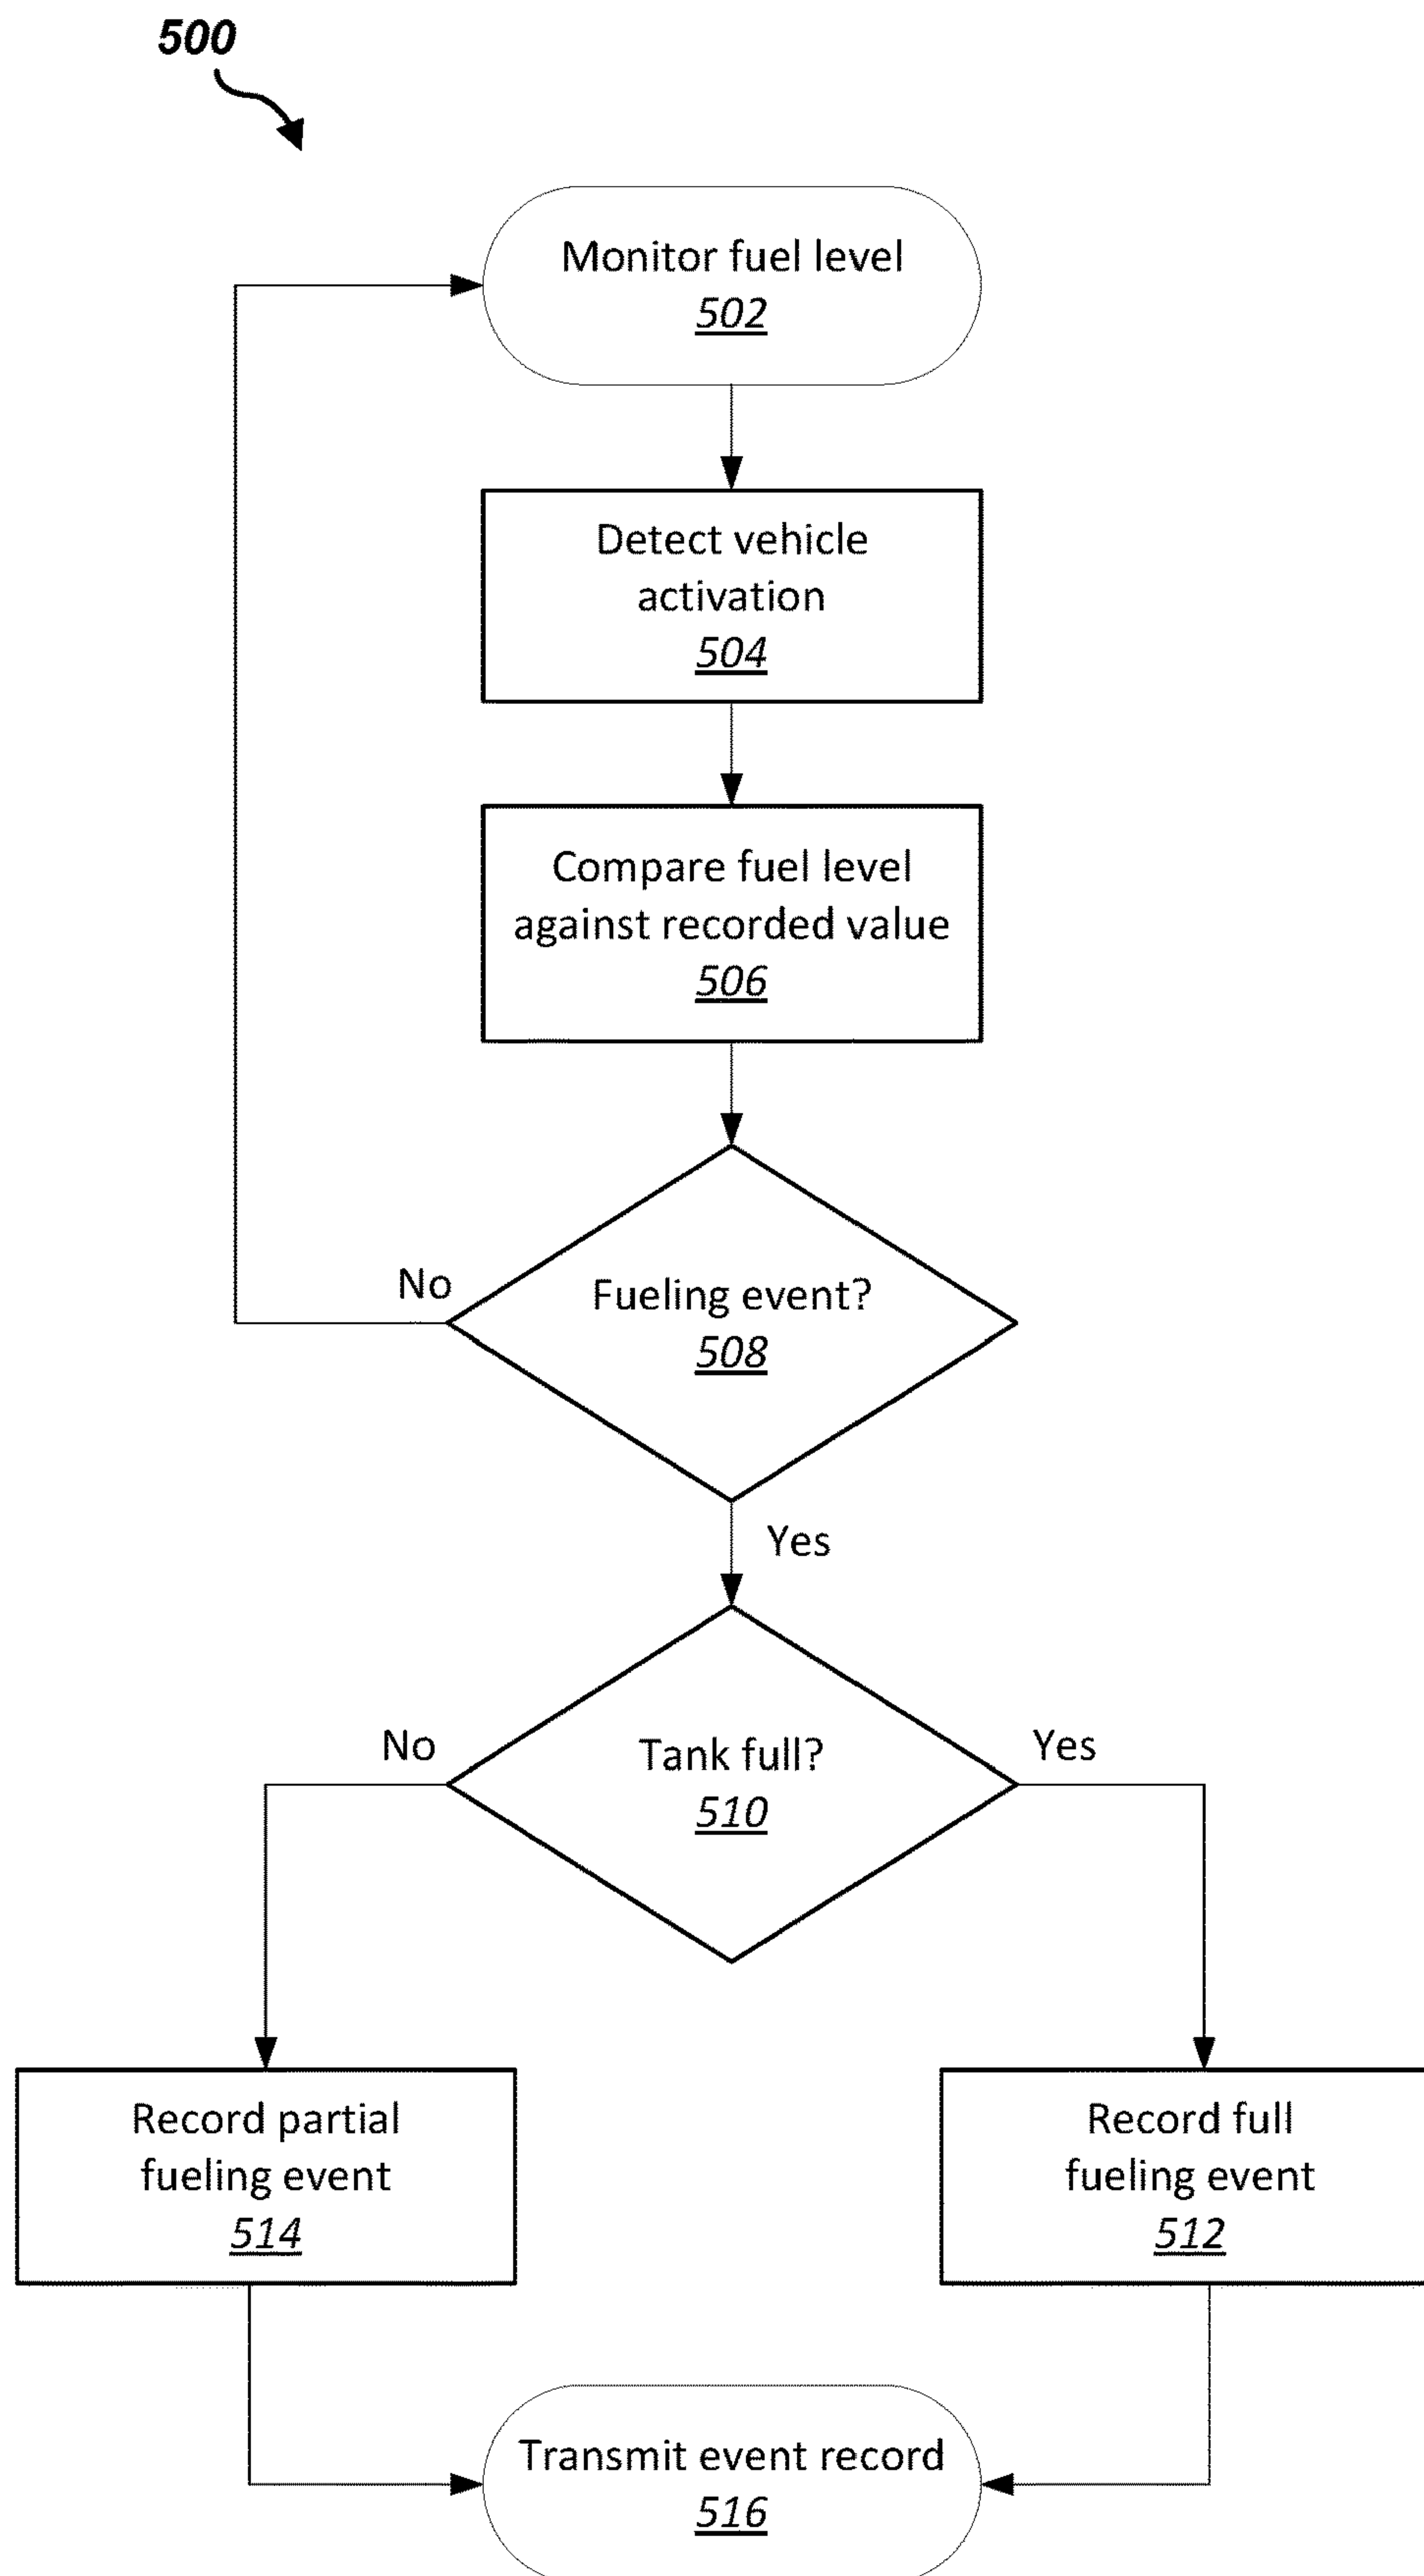 500
Monitor fuel level
502
Detect vehicle
activation
504
Compare fuel level
against recorded value
506
No
Fueling event?
508
Yes
No
Tank full?
510
Yes
Record partial
fueling event
514
Record full
fueling event
512
Transmit event record
516